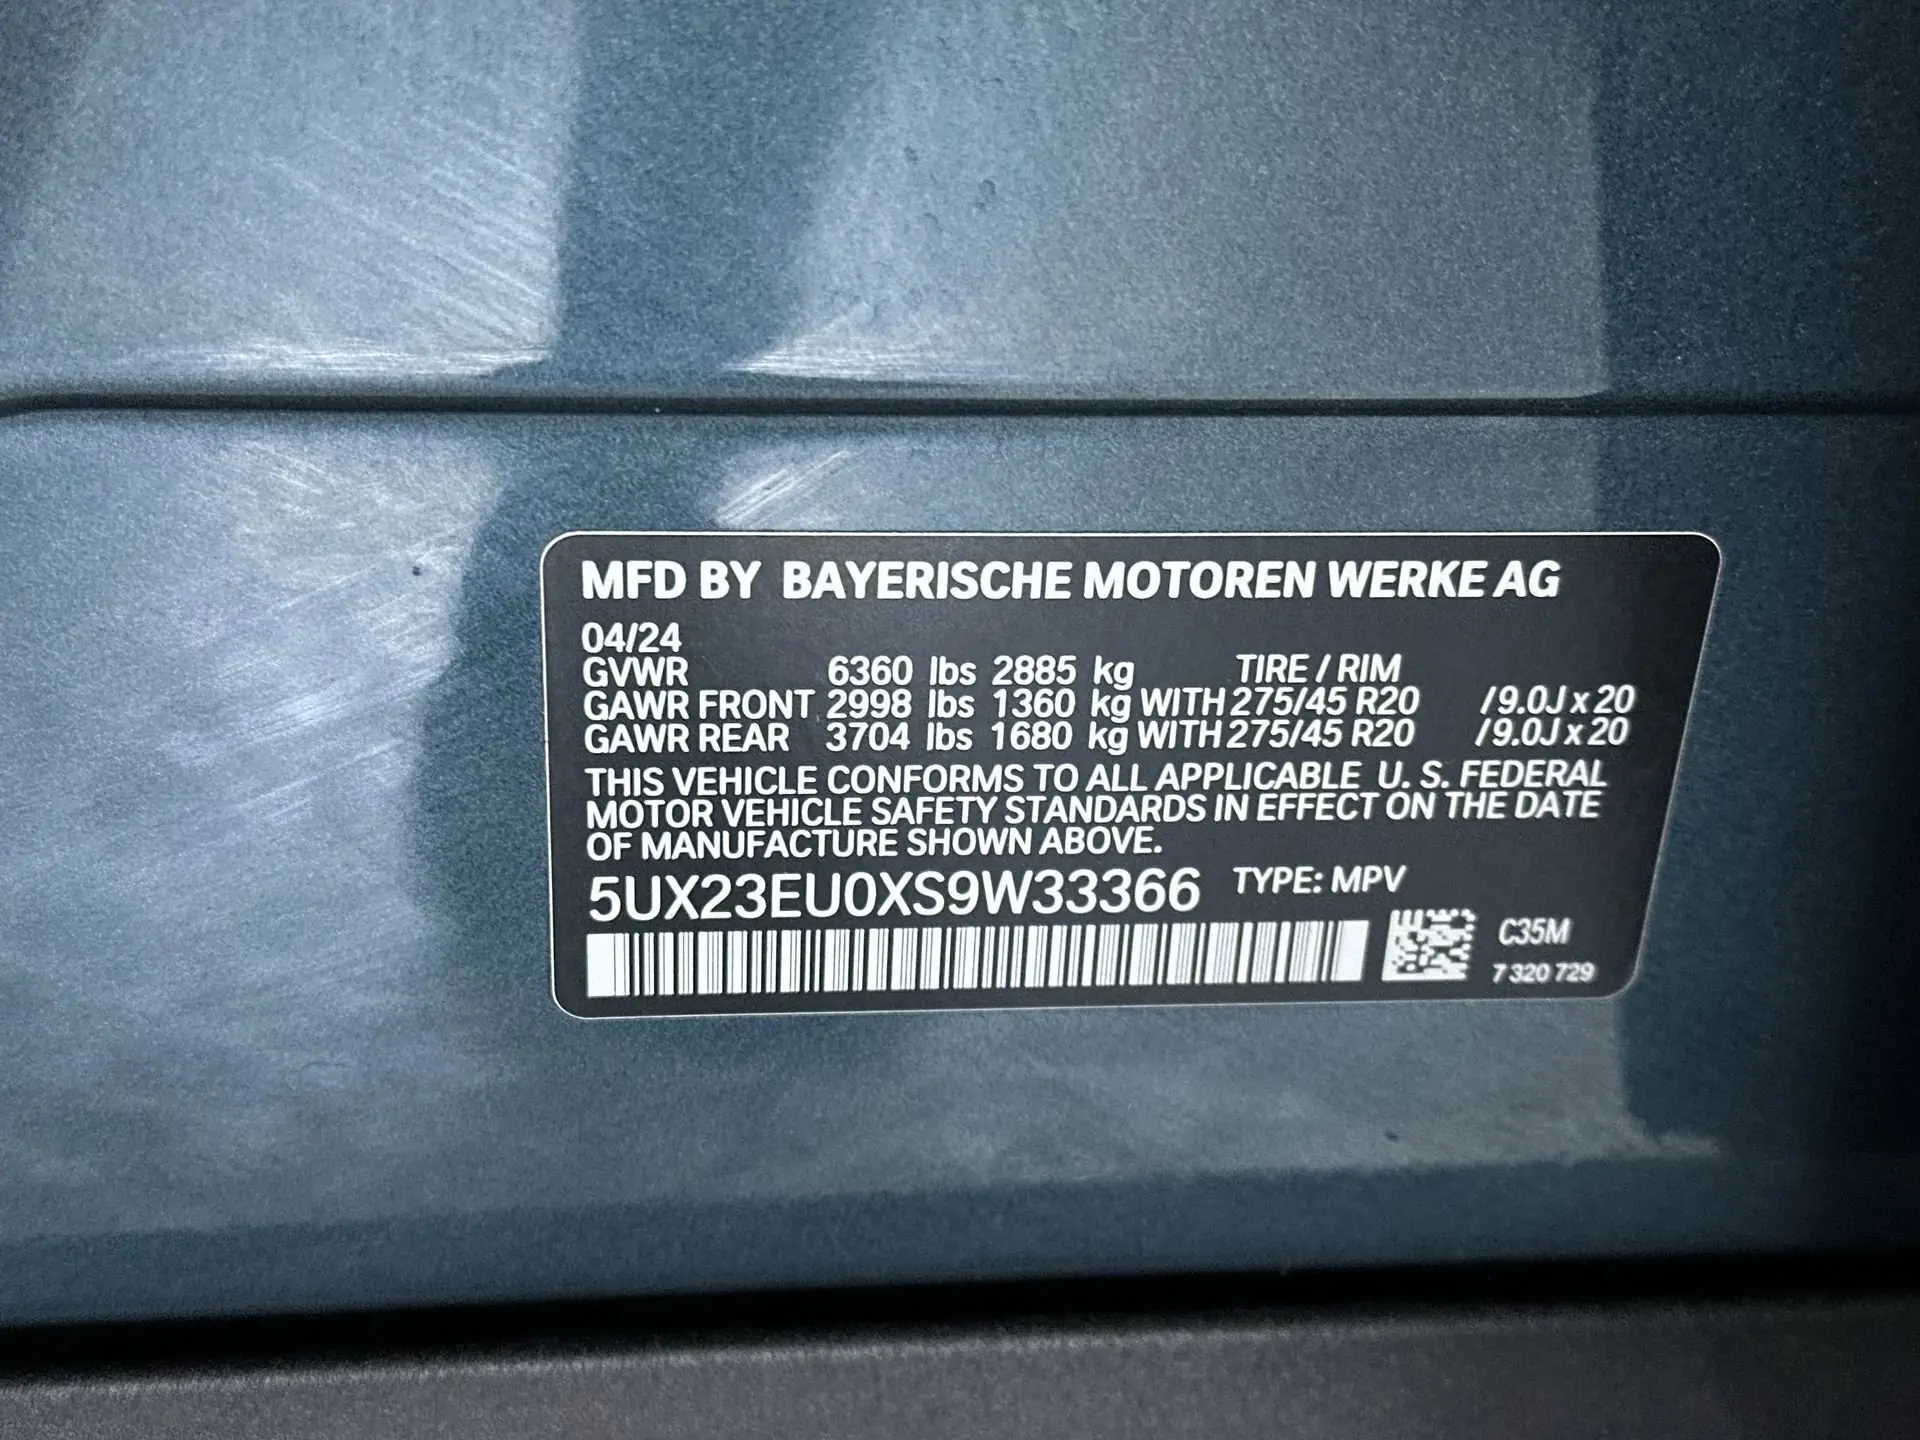 MFD BY BAYERISCHE MOTOREN WERKE AG
04/24
GVWR 6360 lbs 2885 kg TIRE / RIM
GAWR FRONT 2998 lbs 1360 kg WITH 275/45 R20 / 9.0J x 20
GAWR REAR 3704 lbs 1680 kg WITH 275/45 R20 / 9.0J x 20
THIS VEHICLE CONFORMS TO ALL APPLICABLE U. S. FEDERAL
MOTOR VEHICLE SAFETY STANDARDS IN EFFECT ON THE DATE
OF MANUFACTURE SHOWN ABOVE.
5UX23EU0XS9W33366 TYPE: MPV
C35M
7 320 729